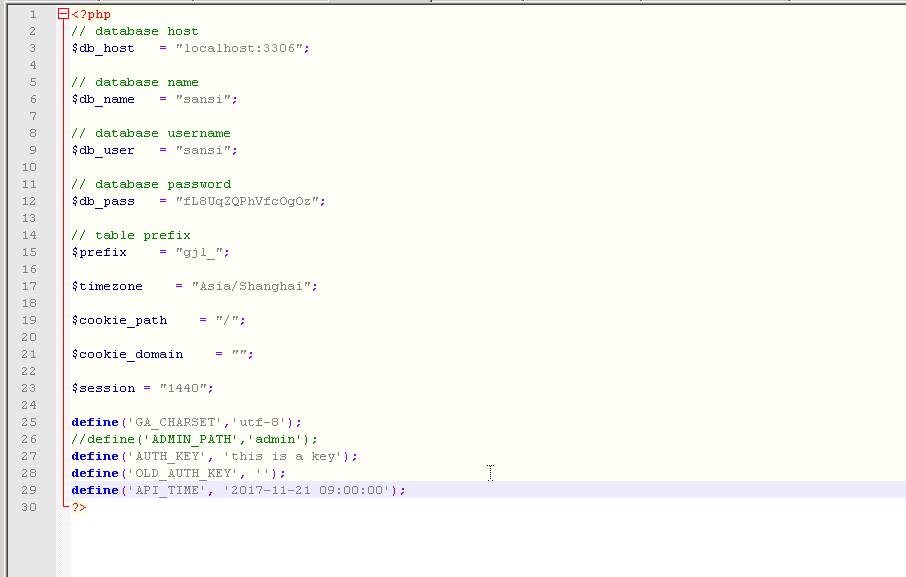 1 <?php
2 // database host
3 $db_host   = "localhost:3306";
4
5 // database name
6 $db_name   = "sansi";
7
8 // database username
9 $db_user   = "sansi";
10
11 // database password
12 $db_pass   = "fL8UqZQPhVfcOgOz";
13
14 // table prefix
15 $prefix    = "gjl_";
16
17 $timezone    = "Asia/Shanghai";
18
19 $cookie_path    = "/";
20
21 $cookie_domain    = "";
22
23 $session = "1440";
24
25 define('GA_CHARSET','utf-8');
26 //define('ADMIN_PATH','admin');
27 define('AUTH_KEY', 'this is a key');
28 define('OLD_AUTH_KEY', '');
29 define('API_TIME', '2017-11-21 09:00:00');
30 ?>